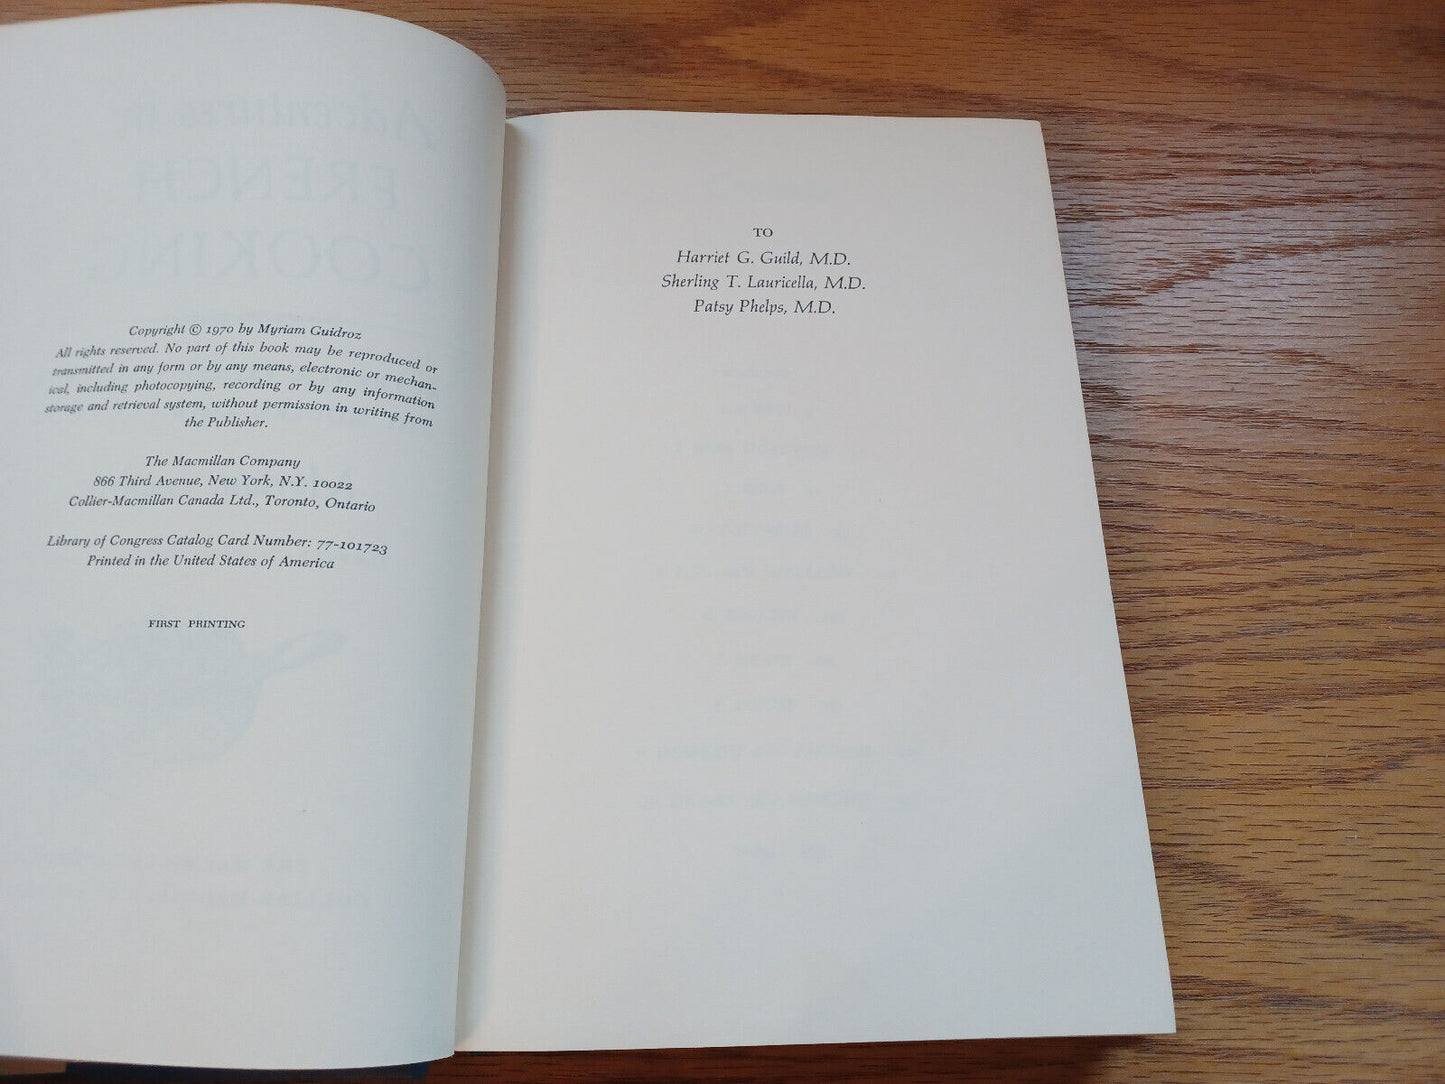 Copyright © 1970 by Myriam Guidroz
All rights reserved. No part of this book may be reproduced or
transmitted in any form or by any means, electronic or mechan-
ical, including photocopying, recording or by any information
storage and retrieval system, without permission in writing from
the Publisher.
The Macmillan Company
866 Third Avenue, New York, N.Y. 10022
Collier-Macmillan Canada Ltd., Toronto, Ontario
Library of Congress Catalog Card Number: 77-101723
Printed in the United States of America
FIRST PRINTING
TO
Harriet G. Guild, M.D.
Sherling T. Lauricella, M.D.
Patsy Phelps, M.D.